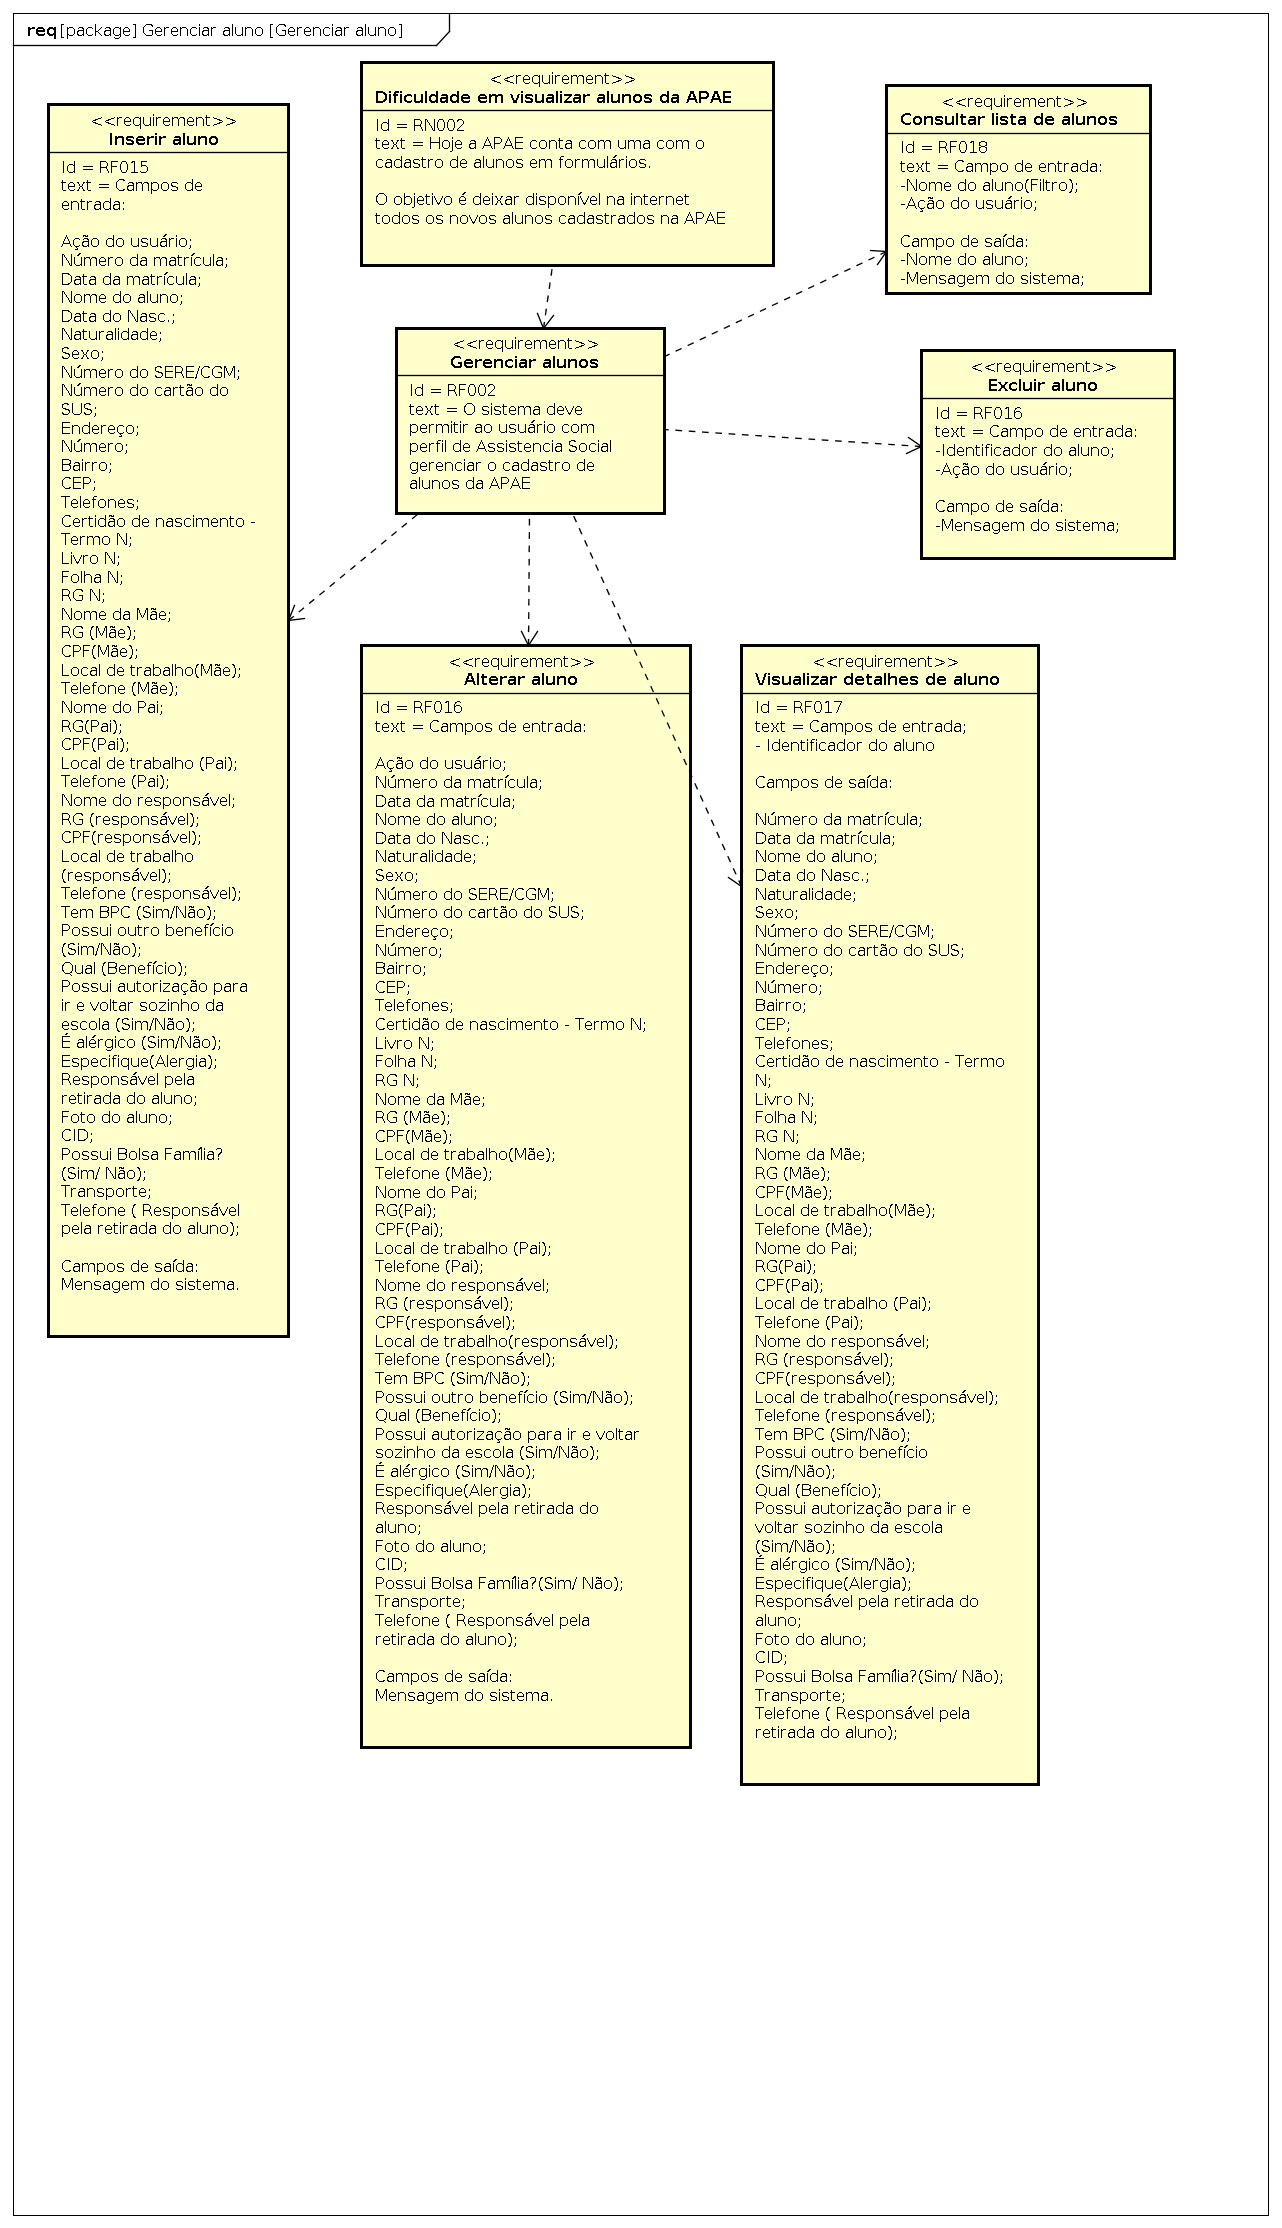 req [package] Gerenciar aluno [Gerenciar aluno]
<<requirement>>
Inserir aluno
Id = RF015
text = Campos de
entrada:
Ação do usuário;
Número da matrícula;
Data da matrícula;
Nome do aluno;
Data do Nasc.;
Naturalidade;
Sexo;
Número do SERE/CGM;
Número do cartão do
SUS;
Endereço;
Número;
Bairro;
CEP;
Telefones;
Certidão de nascimento -
Termo N;
Livro N;
Folha N;
RG N;
Nome da Mãe;
RG (Mãe);
CPF(Mãe);
Local de trabalho(Mãe);
Telefone (Mãe);
Nome do Pai;
RG(Pai);
CPF(Pai);
Local de trabalho (Pai);
Telefone (Pai);
Nome do responsável;
RG (responsável);
CPF(responsável);
Local de trabalho
(responsável);
Telefone (responsável);
Tem BPC (Sim/Não);
Possui outro benefício
(Sim/Não);
Qual (Benefício);
Possui autorização para
ir e voltar sozinho da
escola (Sim/Não);
É alérgico (Sim/Não);
Especifique(Alergia);
Responsável pela
retirada do aluno;
Foto do aluno;
CID;
Possui Bolsa Família?
(Sim/ Não);
Transporte;
Telefone ( Responsável
pela retirada do aluno);
Campos de saída:
Mensagem do sistema.
<<requirement>>
Dificuldade em visualizar alunos da APAE
Id = RN002
text = Hoje a APAE conta com uma com o
cadastro de alunos em formulários.
O objetivo é deixar disponível na internet
todos os novos alunos cadastrados na APAE
<<requirement>>
Consultar lista de alunos
Id = RF018
text = Campo de entrada:
-Nome do aluno(Filtro);
-Ação do usuário;
Campo de saída:
-Nome do aluno;
-Mensagem do sistema;
<<requirement>>
Gerenciar alunos
Id = RF002
text = O sistema deve
permitir ao usuário com
perfil de Assistencia Social
gerenciar o cadastro de
alunos da APAE
<<requirement>>
Excluir aluno
Id = RF016
text = Campo de entrada:
-Identificador do aluno;
-Ação do usuário;
Campo de saída:
-Mensagem do sistema;
<<requirement>>
Alterar aluno
Id = RF016
text = Campos de entrada:
Ação do usuário;
Número da matrícula;
Data da matrícula;
Nome do aluno;
Data do Nasc.;
Naturalidade;
Sexo;
Número do SERE/CGM;
Número do cartão do SUS;
Endereço;
Número;
Bairro;
CEP;
Telefones;
Certidão de nascimento - Termo N;
Livro N;
Folha N;
RG N;
Nome da Mãe;
RG (Mãe);
CPF(Mãe);
Local de trabalho(Mãe);
Telefone (Mãe);
Nome do Pai;
RG(Pai);
CPF(Pai);
Local de trabalho (Pai);
Telefone (Pai);
Nome do responsável;
RG (responsável);
CPF(responsável);
Local de trabalho(responsável);
Telefone (responsável);
Tem BPC (Sim/Não);
Possui outro benefício (Sim/Não);
Qual (Benefício);
Possui autorização para ir e voltar
sozinho da escola (Sim/Não);
É alérgico (Sim/Não);
Especifique(Alergia);
Responsável pela retirada do
aluno;
Foto do aluno;
CID;
Possui Bolsa Família?(Sim/ Não);
Transporte;
Telefone ( Responsável pela
retirada do aluno);
Campos de saída:
Mensagem do sistema.
<<requirement>>
Visualizar detalhes de aluno
Id = RF017
text = Campos de entrada;
- Identificador do aluno
Campos de saída:
Número da matrícula;
Data da matrícula;
Nome do aluno;
Data do Nasc.;
Naturalidade;
Sexo;
Número do SERE/CGM;
Número do cartão do SUS;
Endereço;
Número;
Bairro;
CEP;
Telefones;
Certidão de nascimento - Termo
N;
Livro N;
Folha N;
RG N;
Nome da Mãe;
RG (Mãe);
CPF(Mãe);
Local de trabalho(Mãe);
Telefone (Mãe);
Nome do Pai;
RG(Pai);
CPF(Pai);
Local de trabalho (Pai);
Telefone (Pai);
Nome do responsável;
RG (responsável);
CPF(responsável);
Local de trabalho(responsável);
Telefone (responsável);
Tem BPC (Sim/Não);
Possui outro benefício
(Sim/Não);
Qual (Benefício);
Possui autorização para ir e
voltar sozinho da escola
(Sim/Não);
É alérgico (Sim/Não);
Especifique(Alergia);
Responsável pela retirada do
aluno;
Foto do aluno;
CID;
Possui Bolsa Família?(Sim/ Não);
Transporte;
Telefone ( Responsável pela
retirada do aluno);